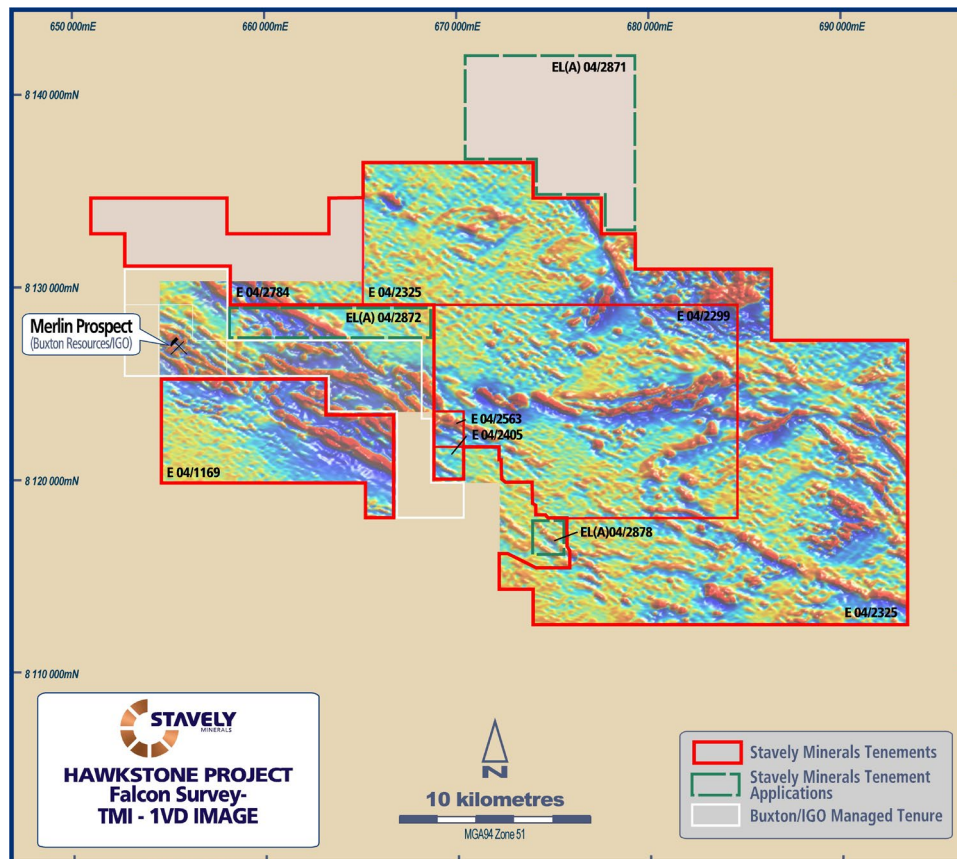 650 000mE
660 000mE
670 000mE
680 000mE
690 000mE
EL(A) 04/2871
8 140 000mN
8 130 000mN
E 04/2784
E 04/2325
E 04/2299
EL(A) 04/2872
Merlin Prospect
(Buxton Resources/IGO)
E 04/2563
E 04/2405
E 04/1169
8 120 000mN
EL(A)04/2878
E 04/2325
8 110 000mN
STAVELY
MINERALS
HAWKSTONE PROJECT
Falcon Survey-
TMI - 1VD IMAGE
N
10 kilometres
MGA94 Zone 51
Stavely Minerals Tenements
Stavely Minerals Tenement
Applications
Buxton/IGO Managed Tenure